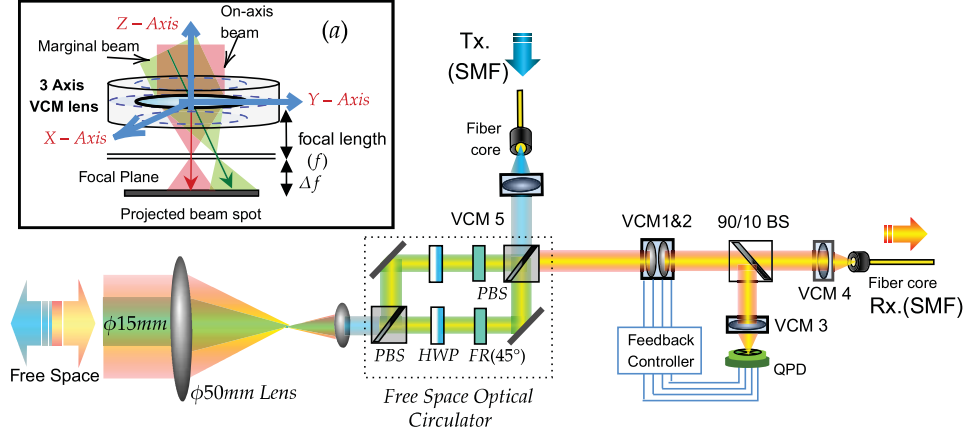 Z – Axis
On-axis
beam
(a)
Marginal beam
3 Axis
VCM lens
Y – Axis
X – Axis
focal length
(f)
Focal Plane
Δf
Projected beam spot
Tx.
(SMF)
Fiber
core
VCM 5
VCM1&2
90/10 BS
VCM 4
Fiber core
Rx.(SMF)
PBS
ϕ15mm
Free Space
ϕ50mm Lens
PBS
HWP
FR(45°)
Free Space Optical
Circulator
Feedback
Controller
VCM 3
QPD